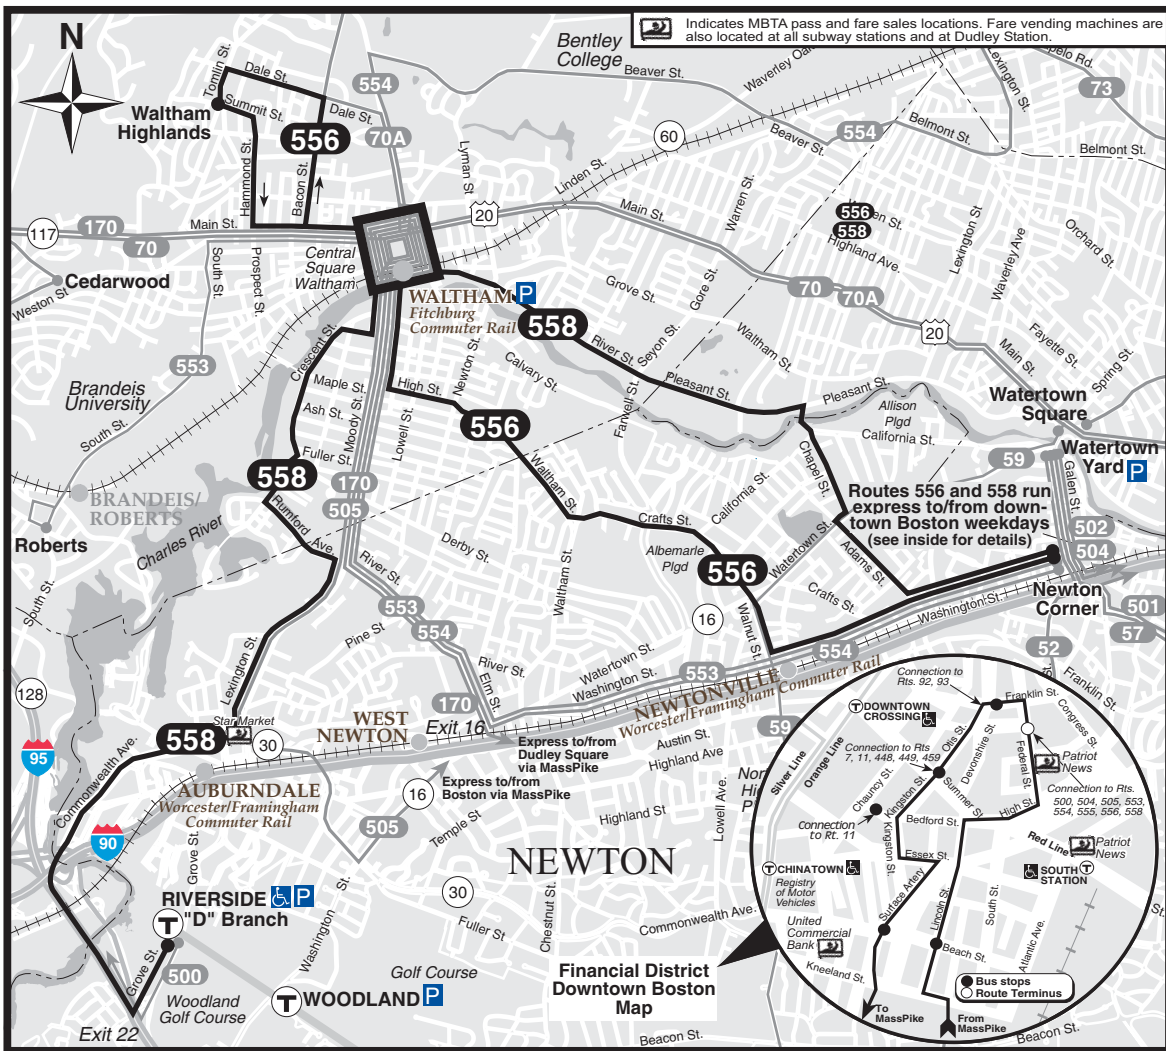 Indicates MBTA pass and fare sales locations. Fare vending machines are
also located at all subway stations and at Dudley Station.
N
Bentley
College
Beaver St.
Waverley
Lexington St.
73
Tomlin St.
Dale St.
554
Summit St.
Dale St.
Waltham
Highlands
556
70A
Lyman St.
60
Linden St.
Beaver St.
554
Belmont St.
Belmont St.
Hammond St.
Bacon St.
Warren St.
20
Main St.
556
558
Highland Ave.
Lexington St.
Waverley Ave
Orchard St.
117
170
70
Main St.
Central
Square
Waltham
South St.
Prospect St.
Cedarwood
Weston St.
WALTHAM P
Fitchburg
Commuter Rail
558
Grove St.
Gore St.
70
70A
20
Main St.
Fayette St.
Spring St.
553
Crescent St.
River St.
Seyon St.
Waltham St.
Brandeis
University
Maple St.
Ash St.
Moody St.
High St.
Newton St.
Calvary St.
Pleasant St.
Pleasant St.
Watertown
Square
Allison
Plgd
California St.
South St.
Lowell St.
556
Farwell St.
Fuller St.
558
170
505
Waltham St.
Chapel St.
59
Watertown
Yard P
Galen St.
BRANDEIS/
ROBERTS
Roberts
Rumford Ave.
Charles River
California St.
Routes 556 and 558 run
express to/from down-
town Boston weekdays
(see inside for details)
502
504
Crafts St.
Derby St.
Albemarle
Plgd
556
Watertown St.
Adams St.
River St.
Waltham St.
Crafts St.
Newton
Corner
South St.
553
554
16
Walnut St.
Washington St.
501
57
Pine St
52
Lexington St.
River St.
Elm St.
Watertown St.
Washington St.
553
554
NEWTONVILLE
Worcester/Framingham Commuter Rail
Franklin St.
128
95
Star Market
558
30
WEST
NEWTON
170
Exit 16
59
Commonwealth Ave.
Express to/from
Dudley Square
via MassPike
Austin St.
Highland Ave
AUBURNDALE
Worcester/Framingham
Commuter Rail
Express to/from
Boston via MassPike
16
505
Temple St.
Highland St
Lowell Ave.
90
Grove St.
NEWTON
RIVERSIDE P
T "D" Branch
30
Fuller St
Chestnut St.
Commonwealth Ave.
Washington St.
Grove St.
500
Woodland
Golf Course
Golf Course
T WOODLAND P
Exit 22
Financial District
Downtown Boston
Map
Beacon St.
Beacon St.
Connection to
Rts. 92, 93
Franklin St.
T DOWNTOWN
CROSSING
Silver Line
Orange Line
Congress St.
Otis St.
Devonshire St.
Federal St.
Connection to Rts
7, 11, 448, 449, 459
Patriot
News
Chauncy St.
Kingston St.
Summer St.
Connection to Rts.
500, 504, 505, 553,
554, 555, 556, 558
High St.
Connection
to Rt. 11
Bedford St.
Kingston St.
Essex St.
Red Line
Patriot
News
T CHINATOWN
Registry
of Motor
Vehicles
SOUTH T
STATION
Surface Artery
Lincoln St.
South St.
Atlantic Ave.
United
Commercial
Bank
Beach St.
Kneeland St.
Bus stops
Route Terminus
To
MassPike
From
MassPike